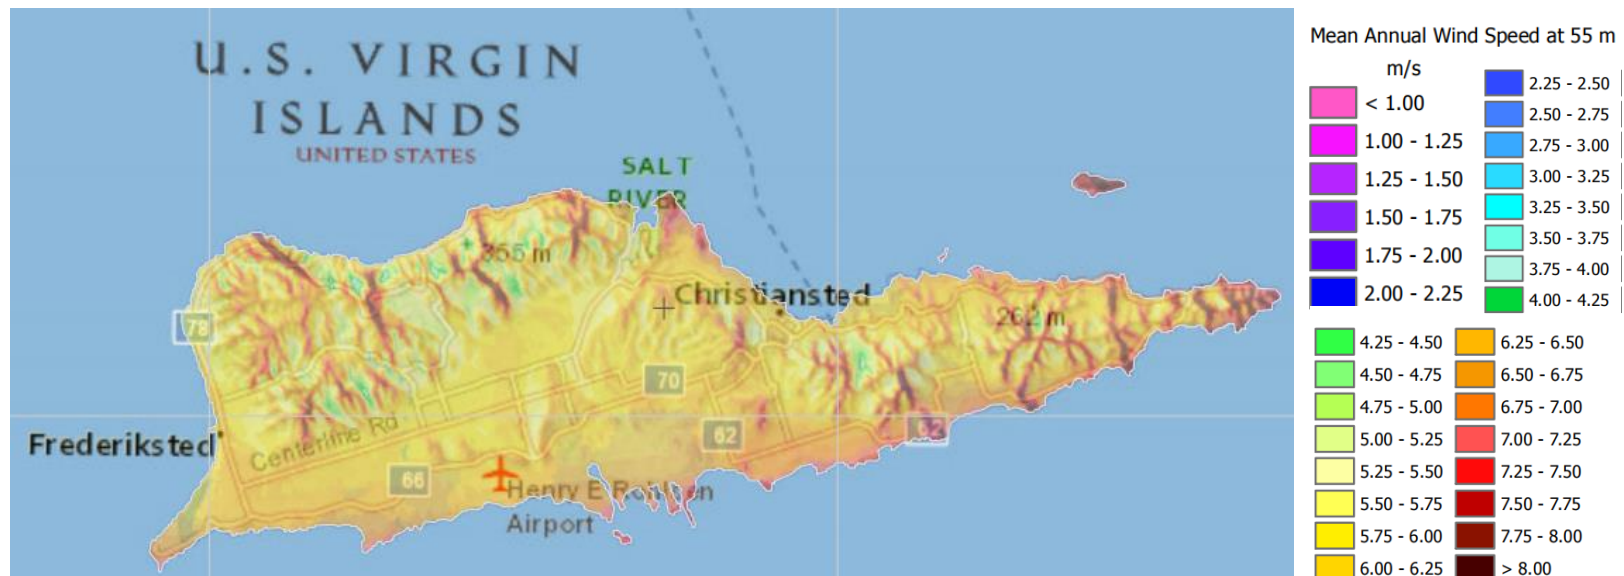 U.S. VIRGIN
ISLANDS
UNITED STATES
SALT
RIVER
355 m
Christiansted
78
262 m
70
Frederiksted
Centerline Rd
62
66
Henry E Rohlsen
Airport
Mean Annual Wind Speed at 55 m
m/s
< 1.00
1.00 - 1.25
1.25 - 1.50
1.50 - 1.75
1.75 - 2.00
2.00 - 2.25
2.25 - 2.50
2.50 - 2.75
2.75 - 3.00
3.00 - 3.25
3.25 - 3.50
3.50 - 3.75
3.75 - 4.00
4.00 - 4.25
4.25 - 4.50
4.50 - 4.75
4.75 - 5.00
5.00 - 5.25
5.25 - 5.50
5.50 - 5.75
5.75 - 6.00
6.00 - 6.25
6.25 - 6.50
6.50 - 6.75
6.75 - 7.00
7.00 - 7.25
7.25 - 7.50
7.50 - 7.75
7.75 - 8.00
> 8.00